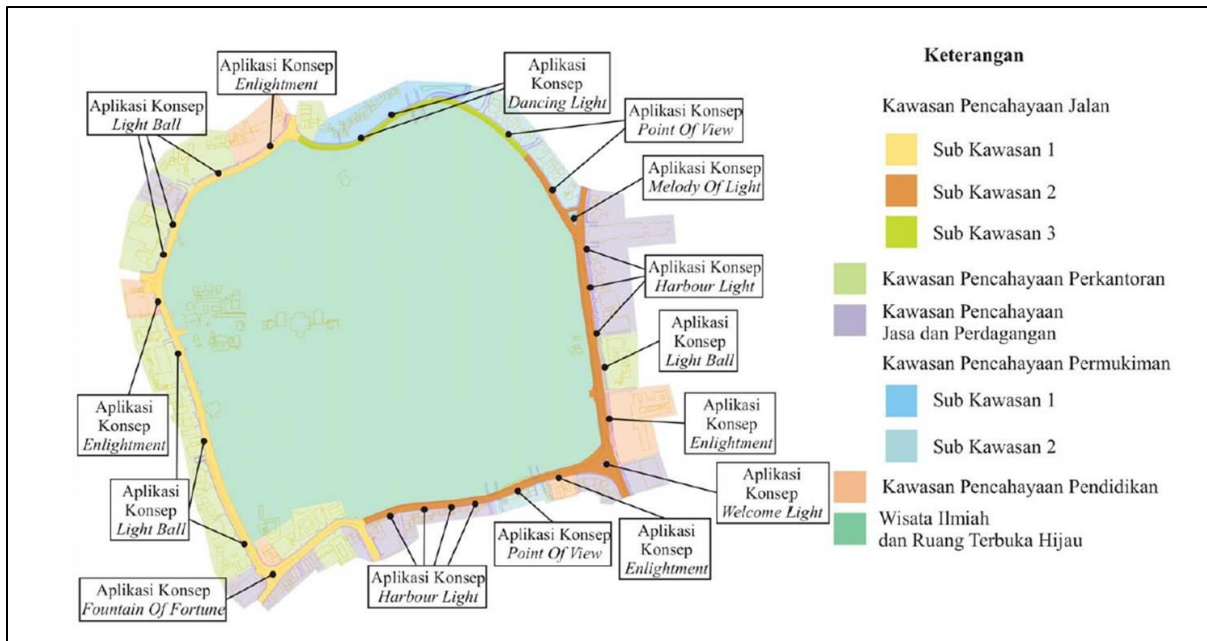 Aplikasi Konsep
Enlightment
Aplikasi
Konsep
Dancing Light
Aplikasi Konsep
Light Ball
Aplikasi Konsep
Point Of View
Aplikasi Konsep
Melody Of Light
Aplikasi Konsep
Harbour Light
Aplikasi
Konsep
Light Ball
Aplikasi
Konsep
Enlightment
Aplikasi
Konsep
Enlightment
Aplikasi
Konsep
Light Ball
Aplikasi
Konsep
Welcome Light
Aplikasi Konsep
Point Of View
Aplikasi
Konsep
Enlightment
Aplikasi Konsep
Harbour Light
Aplikasi Konsep
Fountain Of Fortune
Keterangan
Kawasan Pencahayaan Jalan
Sub Kawasan 1
Sub Kawasan 2
Sub Kawasan 3
Kawasan Pencahayaan Perkantoran
Kawasan Pencahayaan
Jasa dan Perdagangan
Kawasan Pencahayaan Permukiman
Sub Kawasan 1
Sub Kawasan 2
Kawasan Pencahayaan Pendidikan
Wisata Ilmiah
dan Ruang Terbuka Hijau